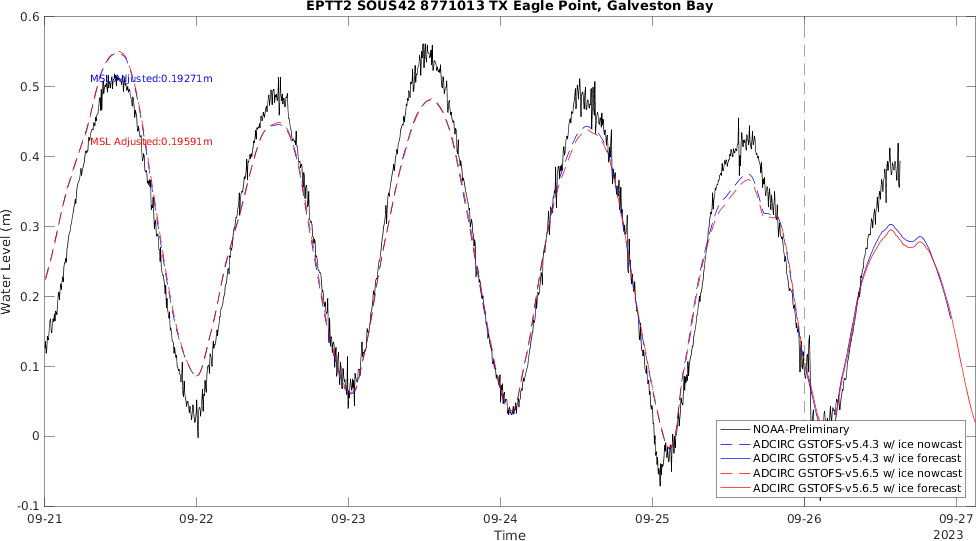 EPTT2 SOUS42 8771013 TX Eagle Point, Galveston Bay
0.6
0.5
0.4
0.3
0.2
0.1
0
-0.1
Water Level (m)
MSL Adjusted:0.19271m
MSL Adjusted:0.19591m
NOAA-Preliminary
ADCIRC GSTOFS-v5.4.3 w/ ice nowcast
ADCIRC GSTOFS-v5.4.3 w/ ice forecast
ADCIRC GSTOFS-v5.6.5 w/ ice nowcast
ADCIRC GSTOFS-v5.6.5 w/ ice forecast
09-21 09-22 09-23 09-24 09-25 09-26 09-27
Time
2023